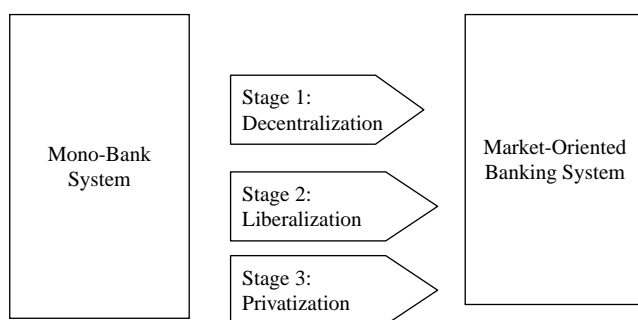 Mono-Bank
System
Stage 1:
Decentralization
Stage 2:
Liberalization
Stage 3:
Privatization
Market-Oriented
Banking System